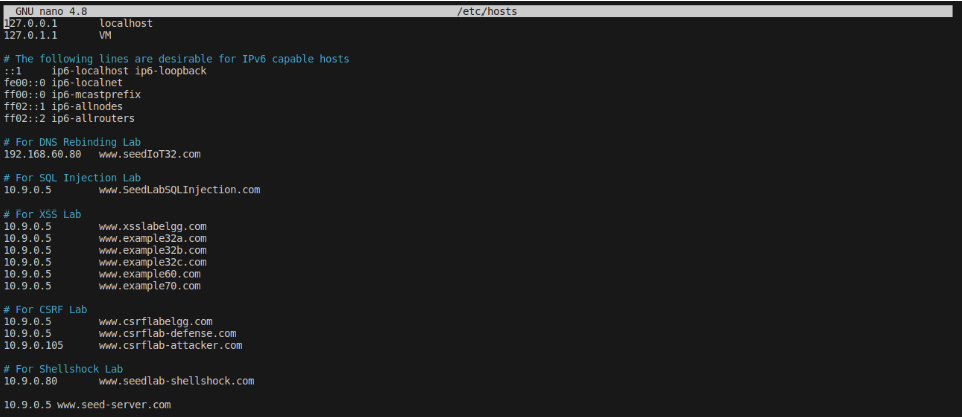 GNU nano 4.8 /etc/hosts
127.0.0.1 localhost
127.0.1.1 VM
# The following lines are desirable for IPv6 capable hosts
::1 ip6-localhost ip6-loopback
fe00::0 ip6-localnet
ff00::0 ip6-mcastprefix
ff02::1 ip6-allnodes
ff02::2 ip6-allrouters
# For DNS Rebinding Lab
192.168.60.80 www.seedIoT32.com
# For SQL Injection Lab
10.9.0.5 www.SeedLabSQLInjection.com
# For XSS Lab
10.9.0.5 www.xsslabelgg.com
10.9.0.5 www.example32a.com
10.9.0.5 www.example32b.com
10.9.0.5 www.example32c.com
10.9.0.5 www.example60.com
10.9.0.5 www.example70.com
# For CSRF Lab
10.9.0.5 www.csrflabelgg.com
10.9.0.5 www.csrflab-defense.com
10.9.0.105 www.csrflab-attacker.com
# For Shellshock Lab
10.9.0.80 www.seedlab-shellshock.com
10.9.0.5 www.seed-server.com